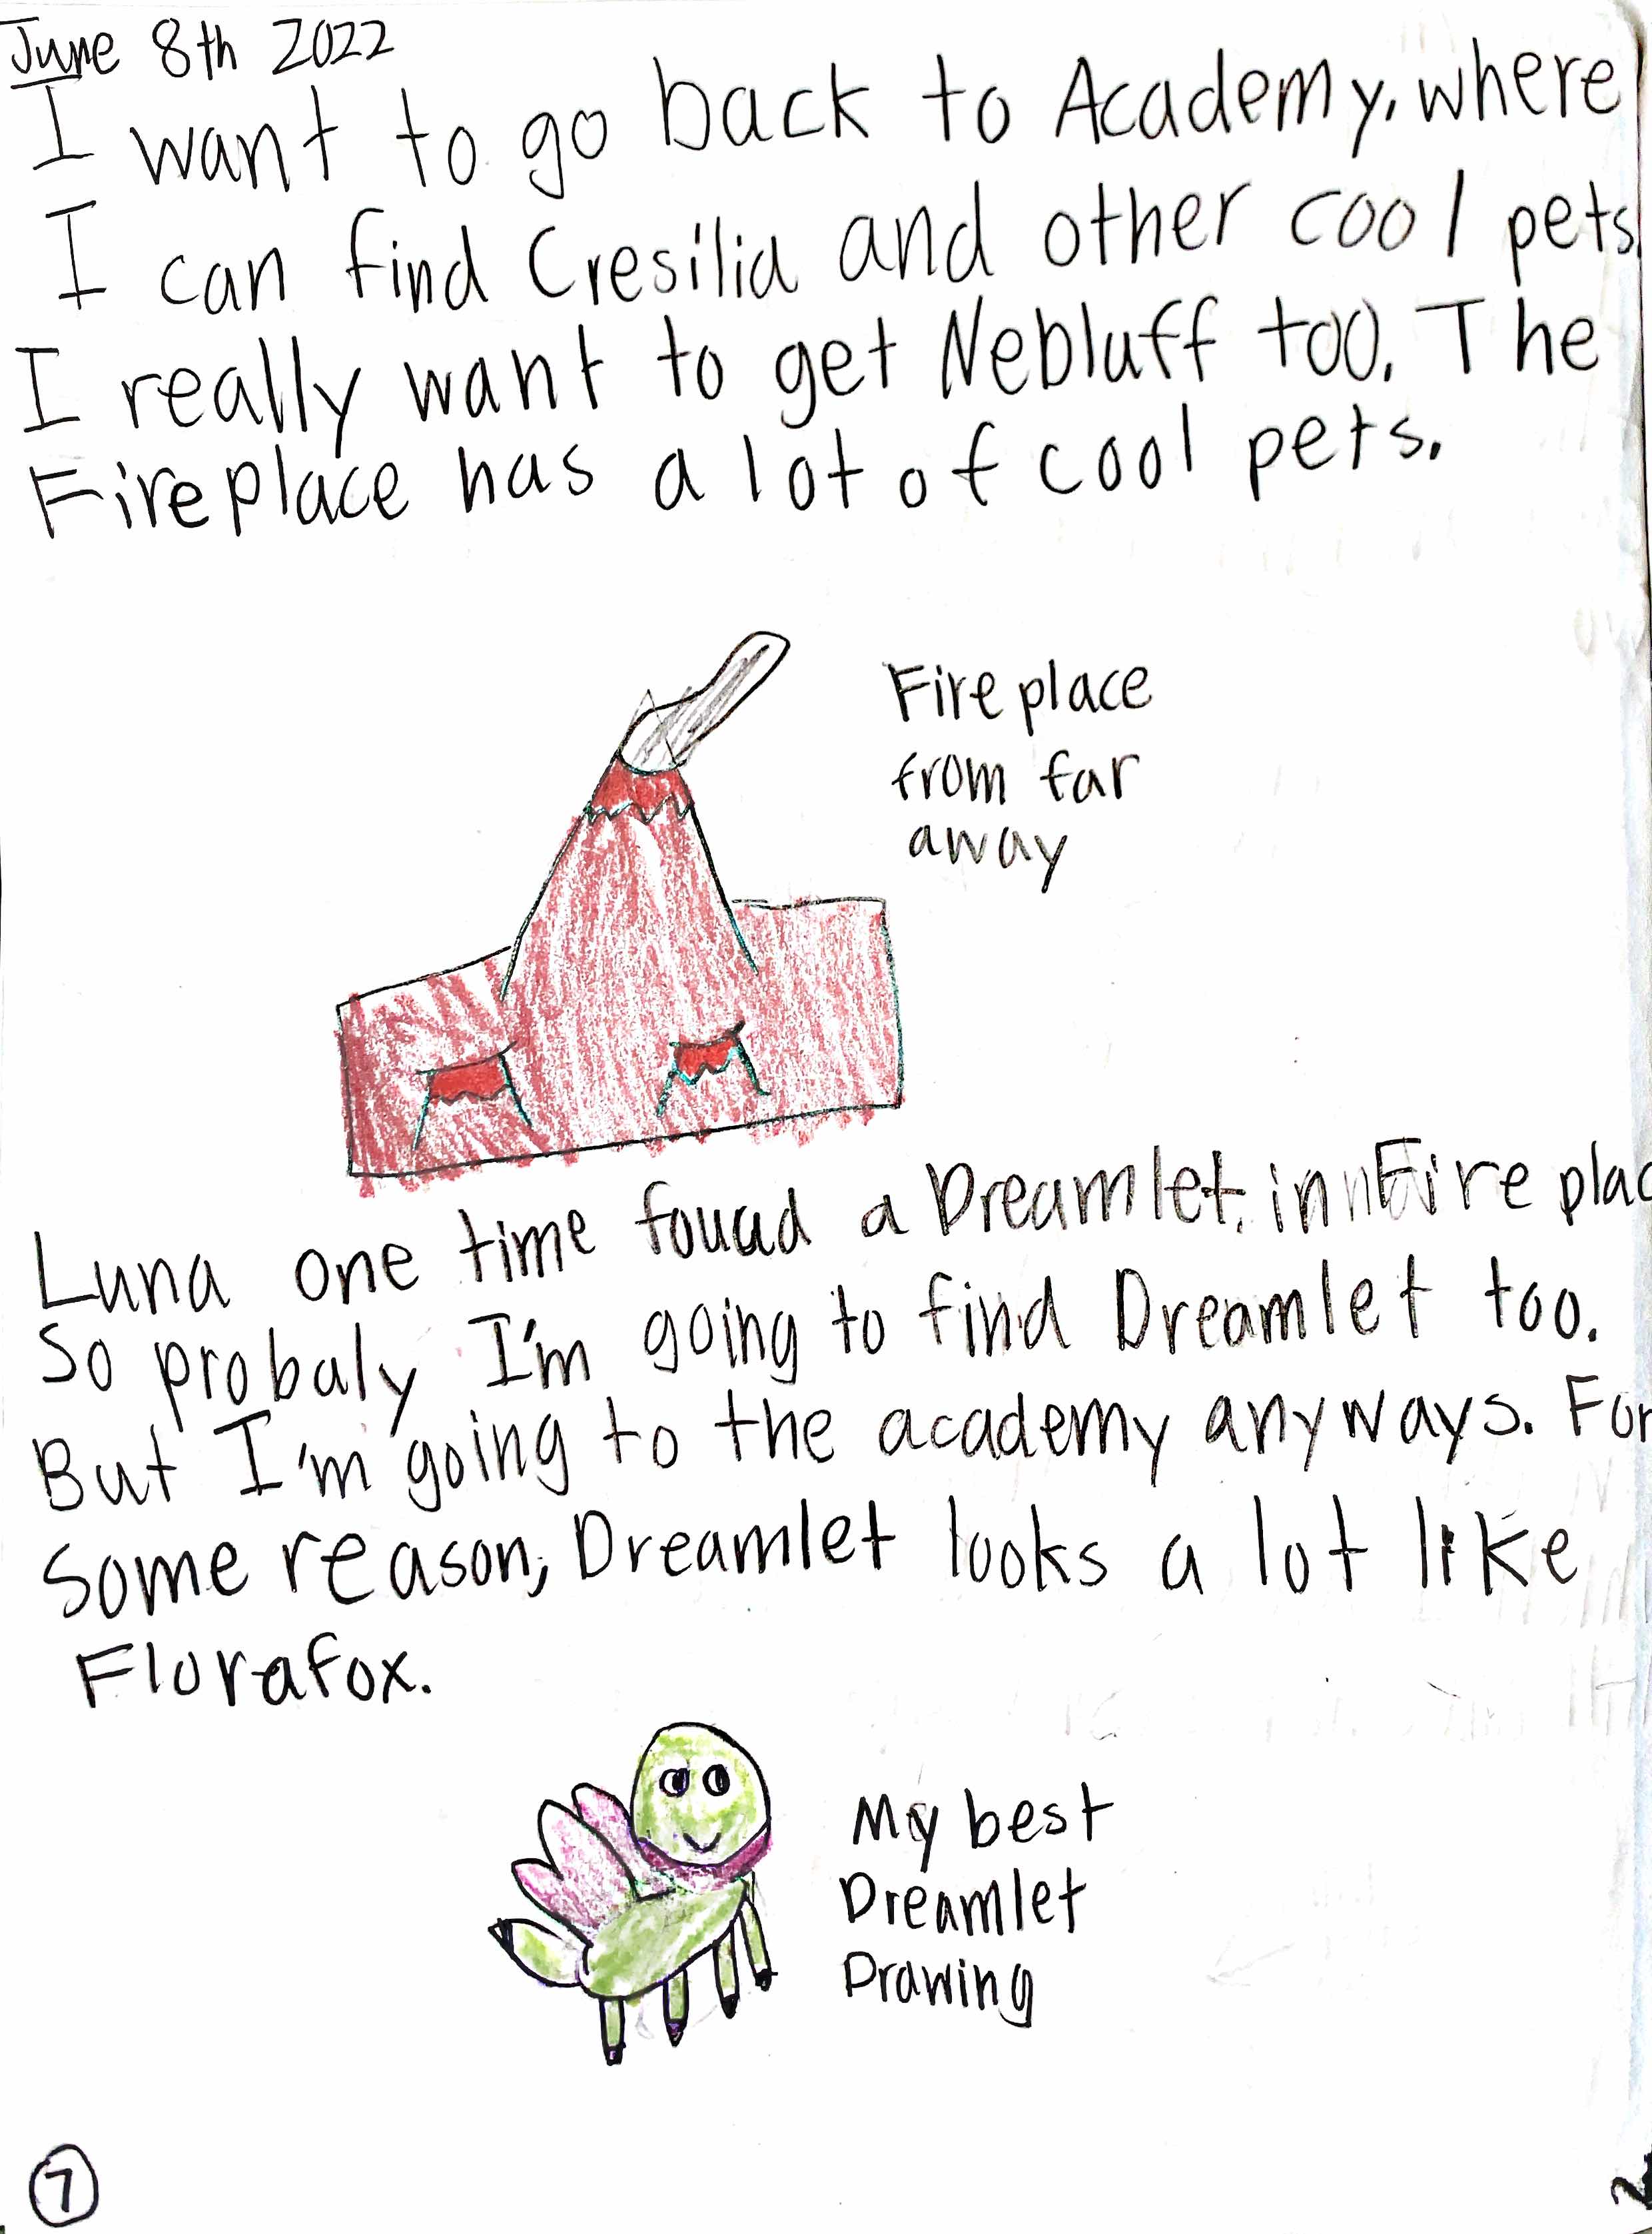 June 8th 2022
I want to go back to Academy, where
I can find Cresilia and other cool pets
I really want to get Nebluff too. The
Fireplace has a lot of cool pets.
Fire place
from far
away
Luna one time fouud a Dreamlet, in Fire plac
So probaly I'm going to find Dreamlet too.
But I'm going to the academy anyways. For
some reason, Dreamlet looks a lot like
Florafox.
My best
Dreamlet
Drawing
7
2